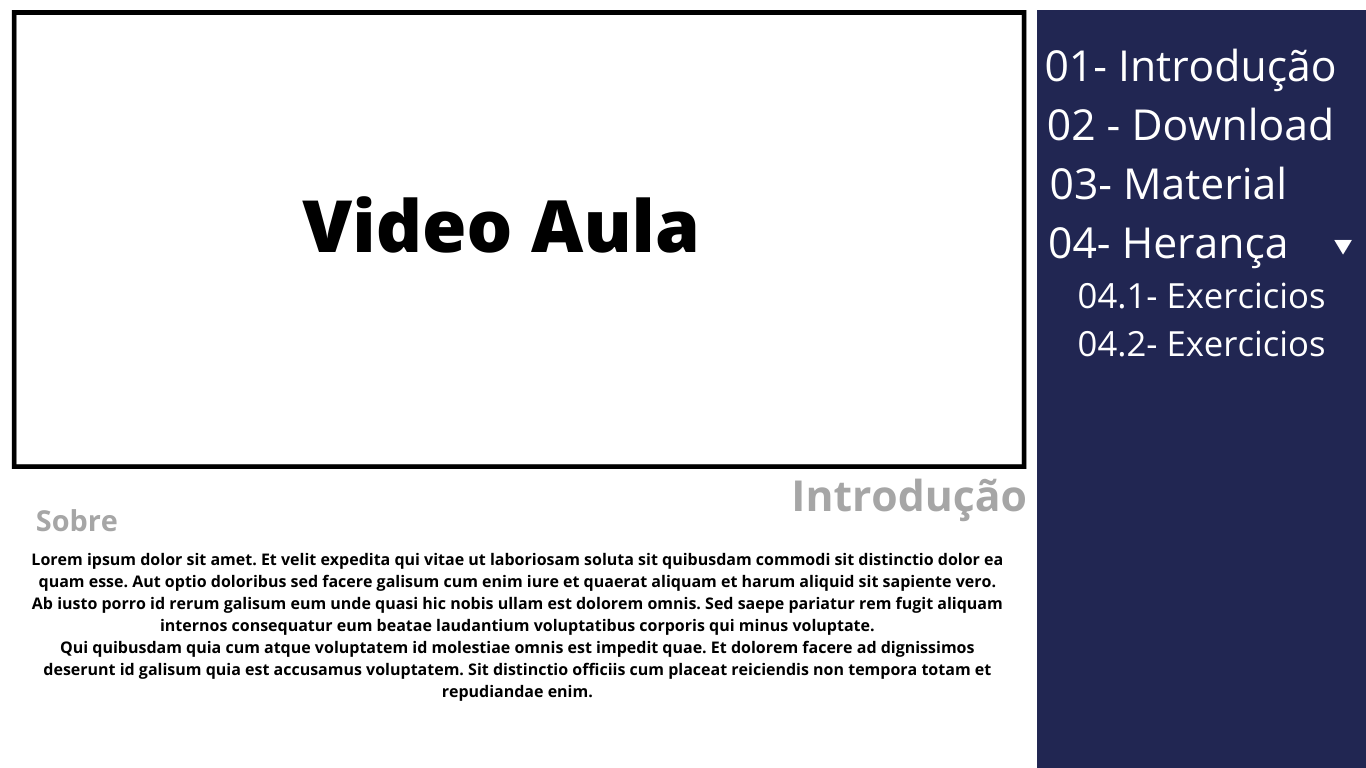 Video Aula
Introdução
Sobre
Lorem ipsum dolor sit amet. Et velit expedita qui vitae ut laboriosam soluta sit quibusdam commodi sit distinctio dolor ea
quam esse. Aut optio doloribus sed facere galisum cum enim iure et quaerat aliquam et harum aliquid sit sapiente vero.
Ab iusto porro id rerum galisum eum unde quasi hic nobis ullam est dolorem omnis. Sed saepe pariatur rem fugit aliquam
internos consequatur eum beatae laudantium voluptatibus corporis qui minus voluptate.
Qui quibusdam quia cum atque voluptatem id molestiae omnis est impedit quae. Et dolorem facere ad dignissimos
deserunt id galisum quia est accusamus voluptatem. Sit distinctio officiis cum placeat reiciendis non tempora totam et
repudiandae enim.
01- Introdução
02 - Download
03- Material
04- Herança
04.1- Exercicios
04.2- Exercicios